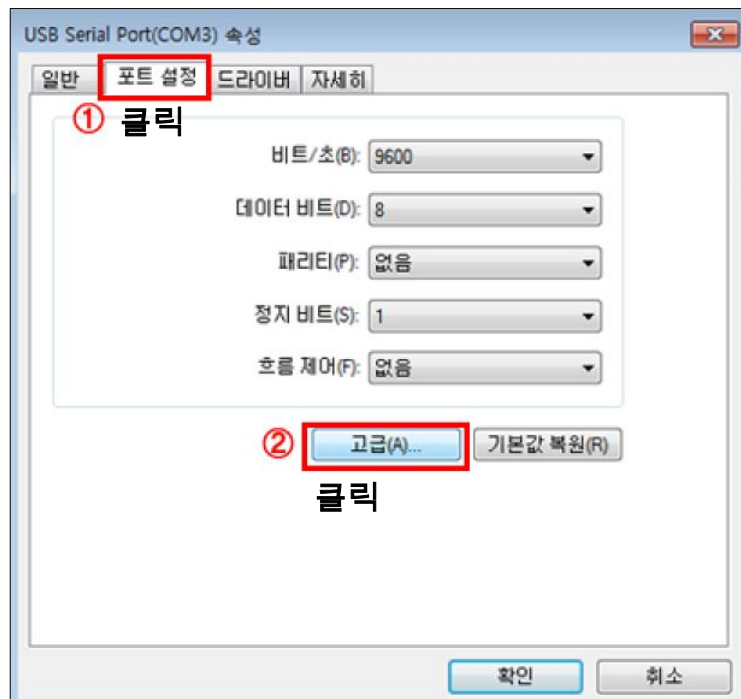 USB Serial Port(COM3) 속성
일반 포트 설정 드라이버 자세히
① 클릭
비트/초(B): 9600
데이터 비트(D): 8
패리티(P): 없음
정지 비트(S): 1
흐름 제어(F): 없음
② 고급(A)... 기본값 복원(R)
클릭
확인 취소